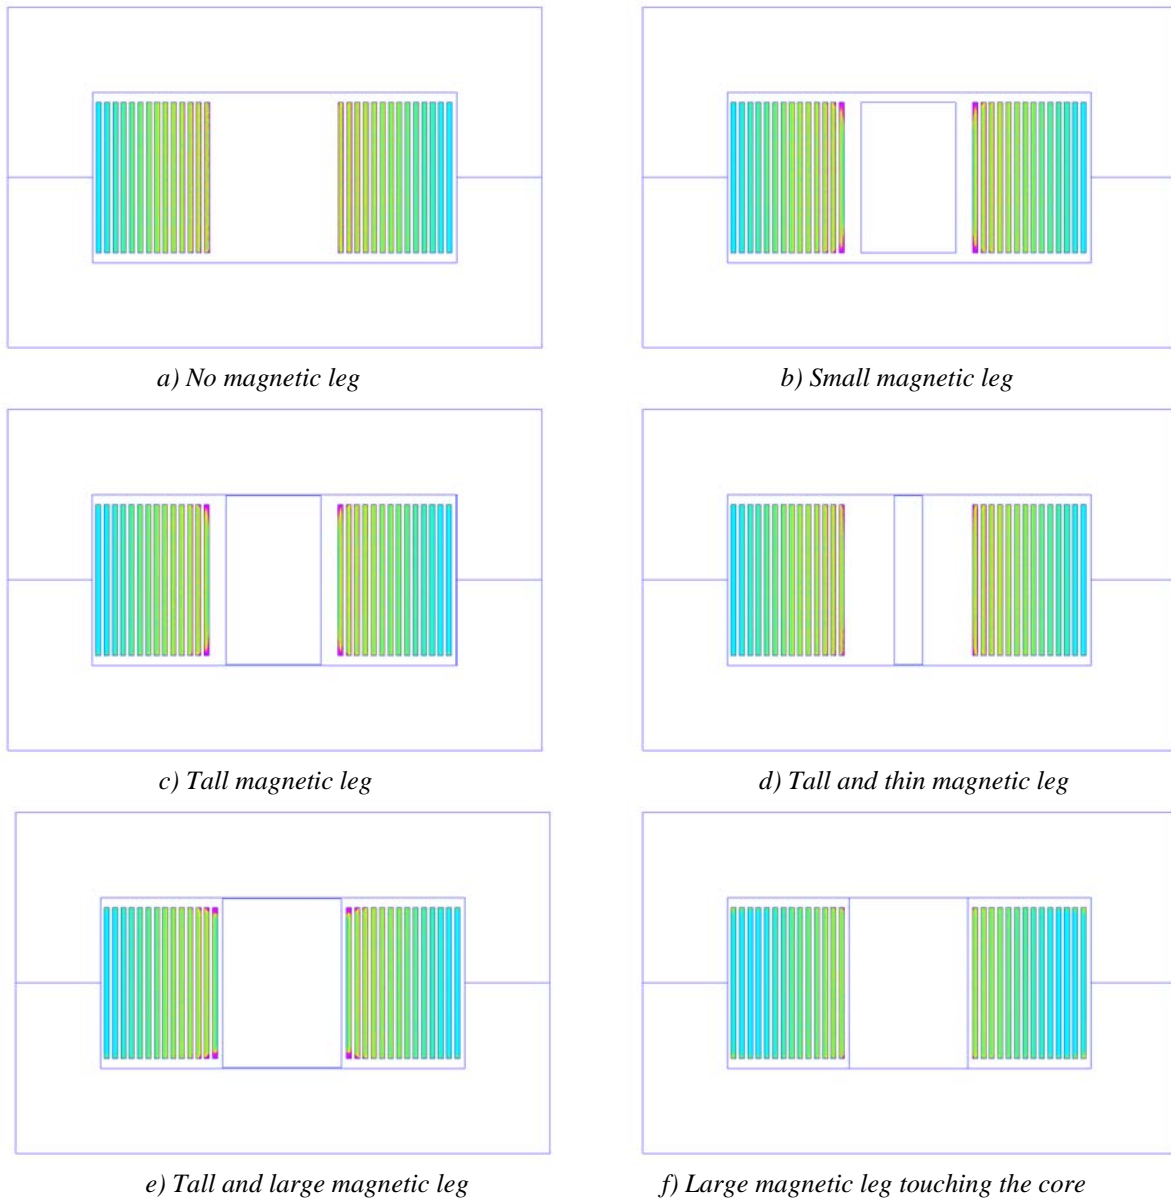 a) No magnetic leg
b) Small magnetic leg
c) Tall magnetic leg
d) Tall and thin magnetic leg
e) Tall and large magnetic leg
f) Large magnetic leg touching the core